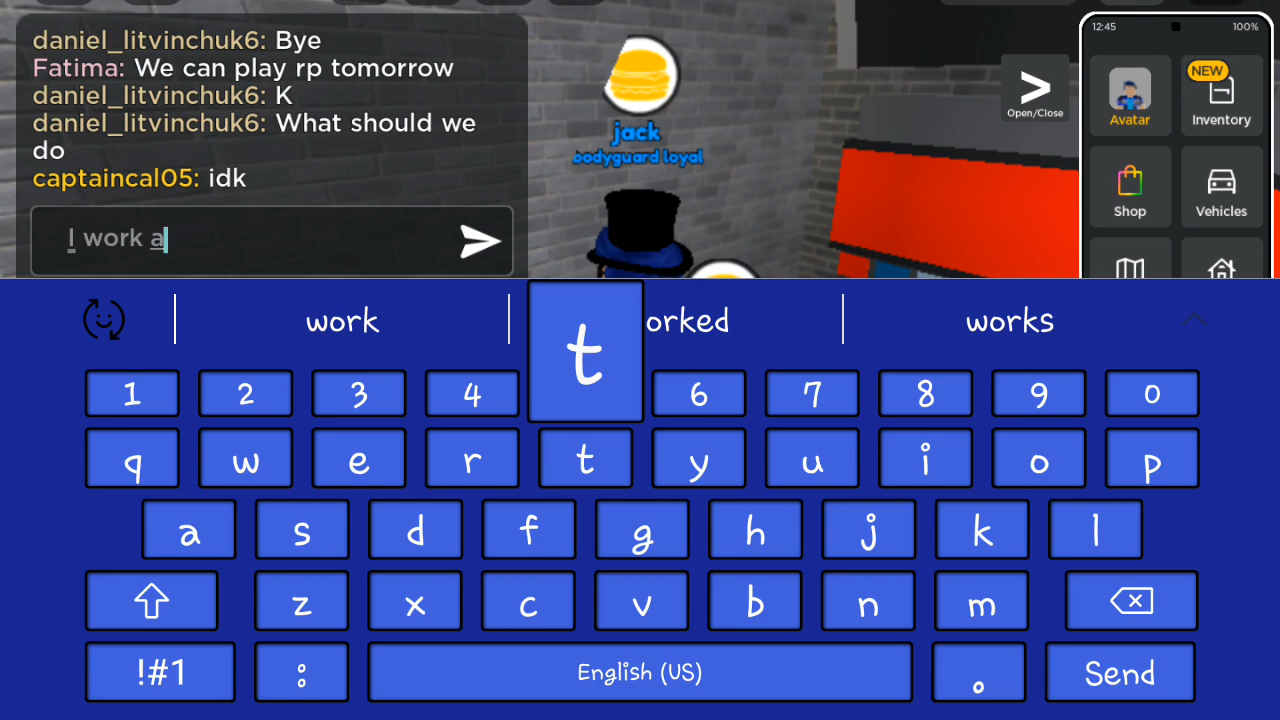 daniel_litvinchuk6: Bye
Fatima: We can play rp tomorrow
daniel_litvinchuk6: K
daniel_litvinchuk6: What should we
do
captaincal05: idk
I work a
jack
bodyguard loyal
>
Open/Close
12:45
100%
Avatar
NEW
Inventory
Shop
Vehicles
work
orked
works
t
1 2 3 4 6 7 8 9 0
q w e r t y u i o p
a s d f g h j k l
z x c v b n m
!#1 : English (US) . Send